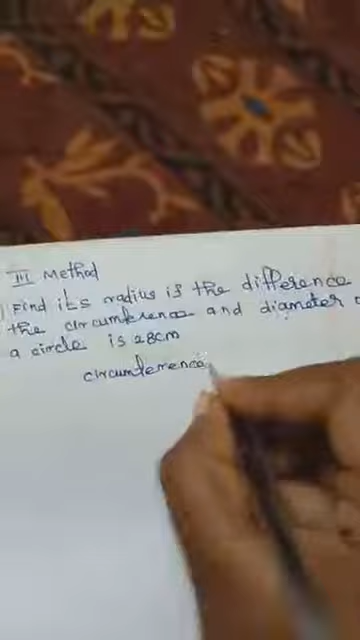 III Method
Find its radius if the difference
the circumference and diameter
a circle is 28cm
circumference